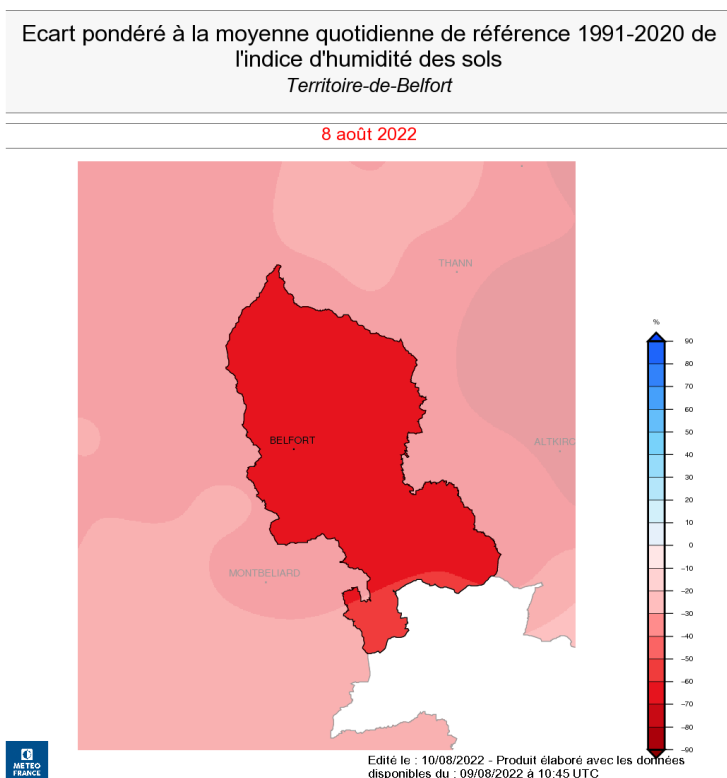 Ecart pondéré à la moyenne quotidienne de référence 1991-2020 de
l'indice d'humidité des sols
Territoire-de-Belfort
8 août 2022
THANN
%
90
80
70
60
BELFORT
ALTKIRC
50
40
30
20
10
0
MONTBELIARD
-10
-20
-30
-40
-50
-60
-70
-80
-90
METEO
FRANCE
Edité le : 10/08/2022 - Produit élaboré avec les données
disponibles du : 09/08/2022 à 10:45 UTC